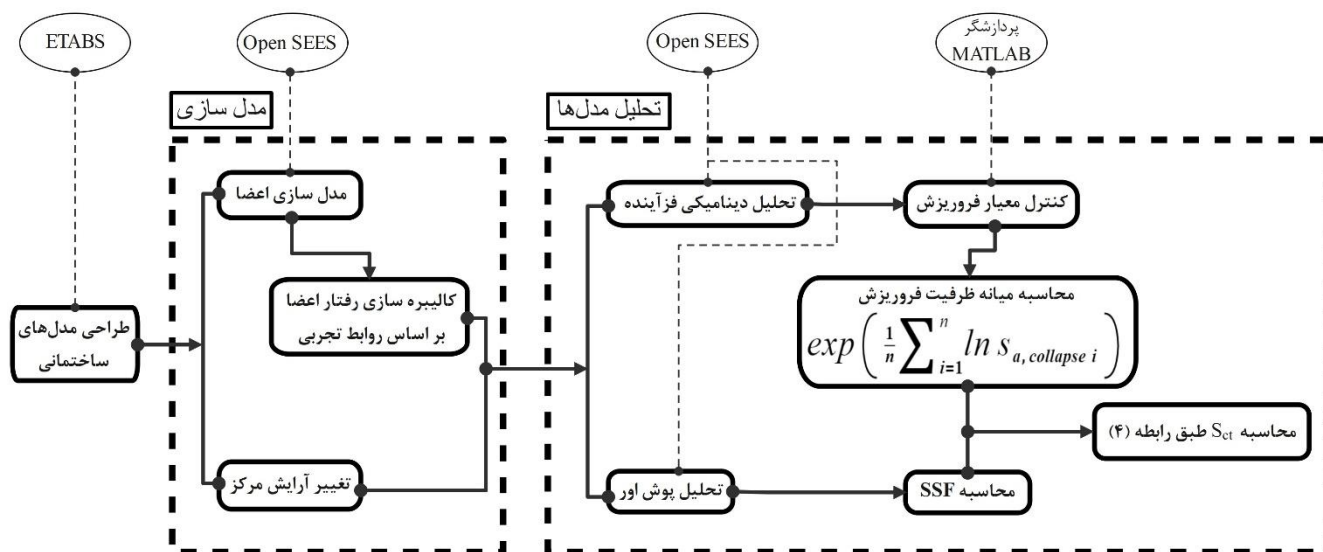 ETABS
Open SEES
Open SEES
پردازشگر
MATLAB
مدل سازی
تحلیل مدل‌ها
مدل سازی اعضا
تحلیل دینامیکی فزآینده
کنترل معیار فروریزش
کالیبره سازی رفتار اعضا
بر اساس روابط تجربی
محاسبه میانه ظرفیت فروریزش
exp ( 1/n ∑_{i=1}^{n} ln s_{a, collapse i} )
طراحی مدل‌های
ساختمانی
محاسبه S_{ct} طبق رابطه (۴)
تغییر آرایش مرکز
تحلیل پوش اور
محاسبه SSF